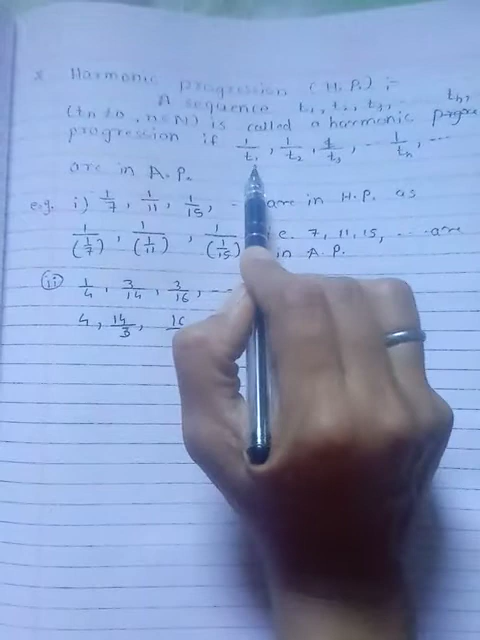 Harmonic progression (H.P.) :-
A sequence t₁, t₂, t₃, ... tₙ,
(tₙ ≠ 0, n∈N) is called a harmonic progre
progression if 1/t₁, 1/t₂, 1/t₃, ... 1/tₙ, ...
are in A.P.
e.g. i) 1/7, 1/11, 1/15, ... are in H.P. as
1/(1/7), 1/(1/11), 1/(1/15) i.e. 7, 11, 15, ... are
in A.P.
(ii) 1/4, 3/14, 3/16, ...
4, 14/3, 16